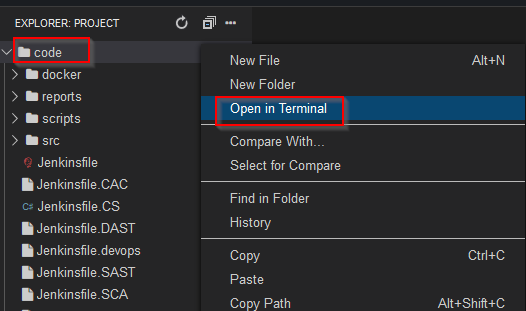 EXPLORER: PROJECT
code
docker
reports
scripts
src
Jenkinsfile
Jenkinsfile.CAC
C# Jenkinsfile.CS
Jenkinsfile.DAST
Jenkinsfile.devops
Jenkinsfile.SAST
Jenkinsfile.SCA
New File Alt+N
New Folder
Open in Terminal
Compare With...
Select for Compare
Find in Folder
History
Copy Ctrl+C
Paste
Copy Path Alt+Shift+C